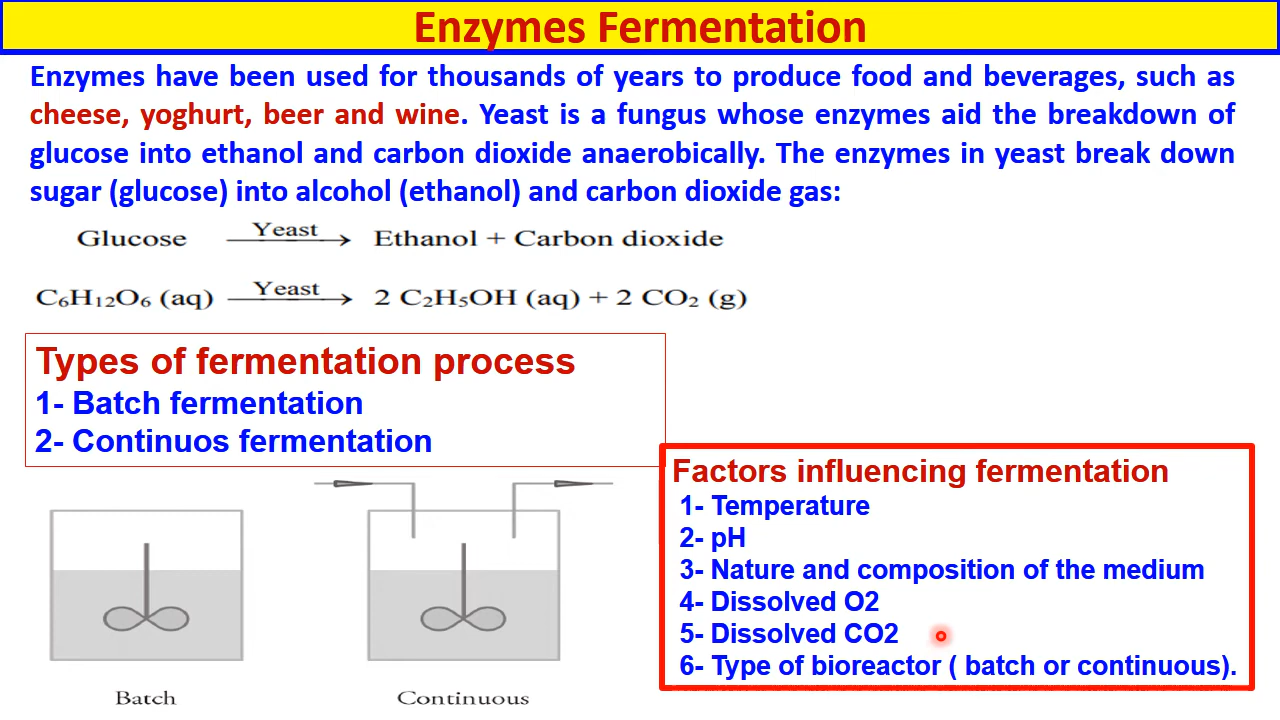 Enzymes Fermentation
Enzymes have been used for thousands of years to produce food and beverages, such as
cheese, yoghurt, beer and wine. Yeast is a fungus whose enzymes aid the breakdown of
glucose into ethanol and carbon dioxide anaerobically. The enzymes in yeast break down
sugar (glucose) into alcohol (ethanol) and carbon dioxide gas:
Glucose Yeast Ethanol + Carbon dioxide
C₆H₁₂O₆ (aq) Yeast 2 C₂H₅OH (aq) + 2 CO₂ (g)
Types of fermentation process
1- Batch fermentation
2- Continuos fermentation
Factors influencing fermentation
1- Temperature
2- pH
3- Nature and composition of the medium
4- Dissolved O2
5- Dissolved CO2
6- Type of bioreactor ( batch or continuous).
Batch
Continuous